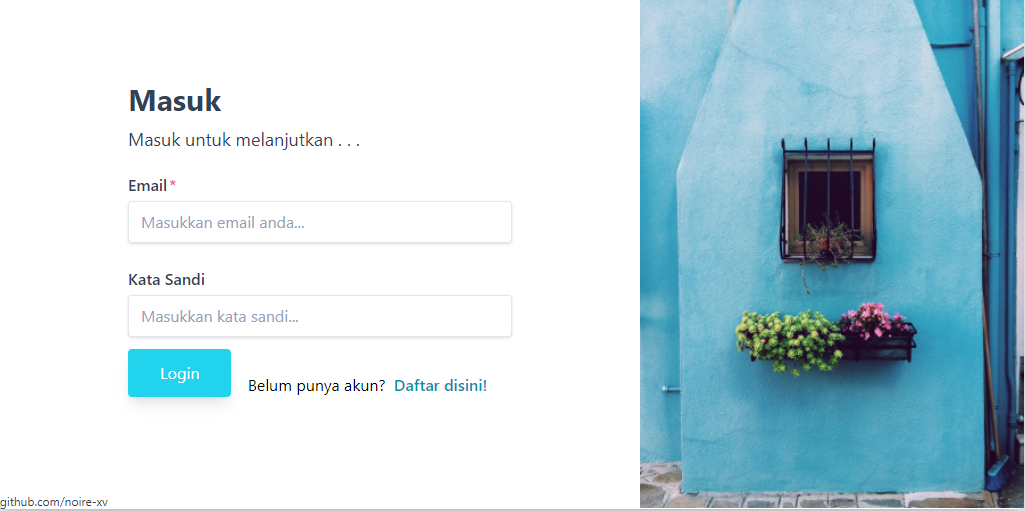 Masuk
Masuk untuk melanjutkan . . .
Email*
Masukkan email anda...
Kata Sandi
Masukkan kata sandi...
Login
Belum punya akun? Daftar disini!
github.com/noire-xv